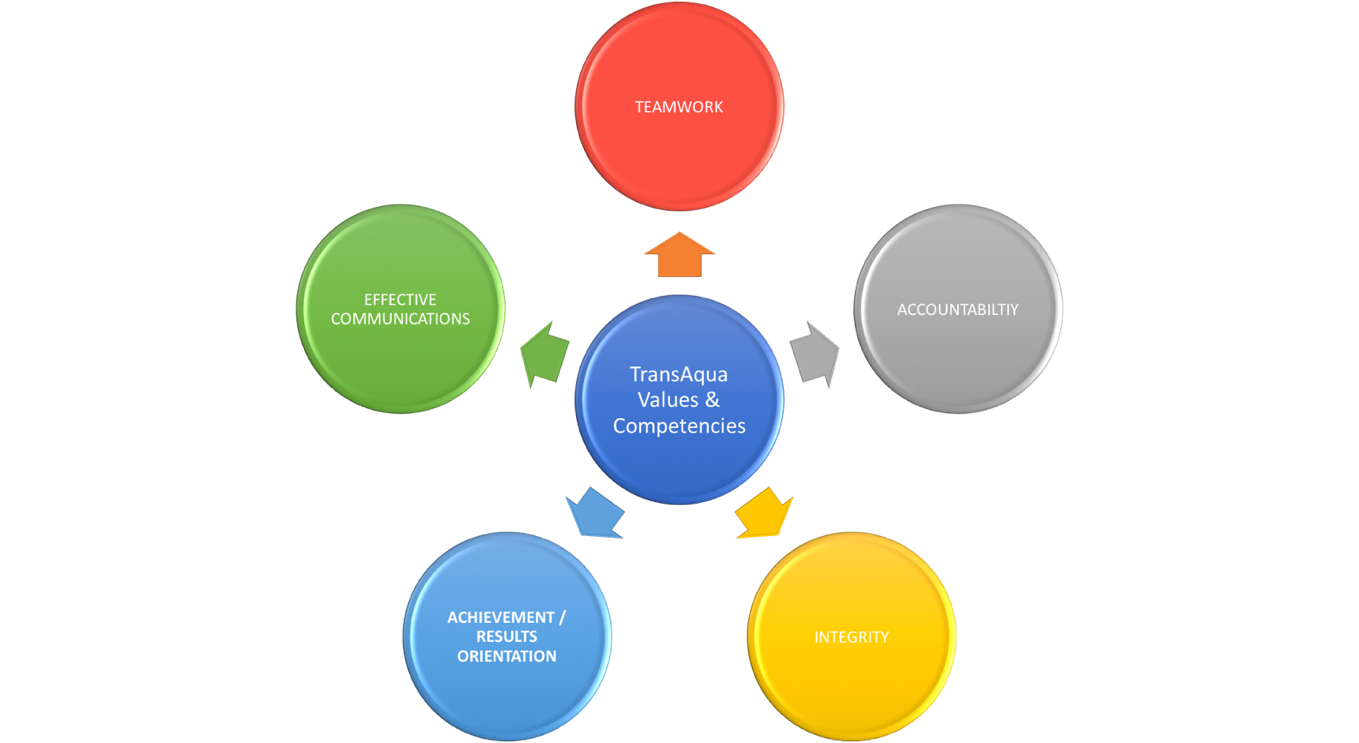 TEAMWORK
EFFECTIVE
COMMUNICATIONS
ACCOUNTABILTIY
TransAqua
Values &
Competencies
ACHIEVEMENT /
RESULTS
ORIENTATION
INTEGRITY